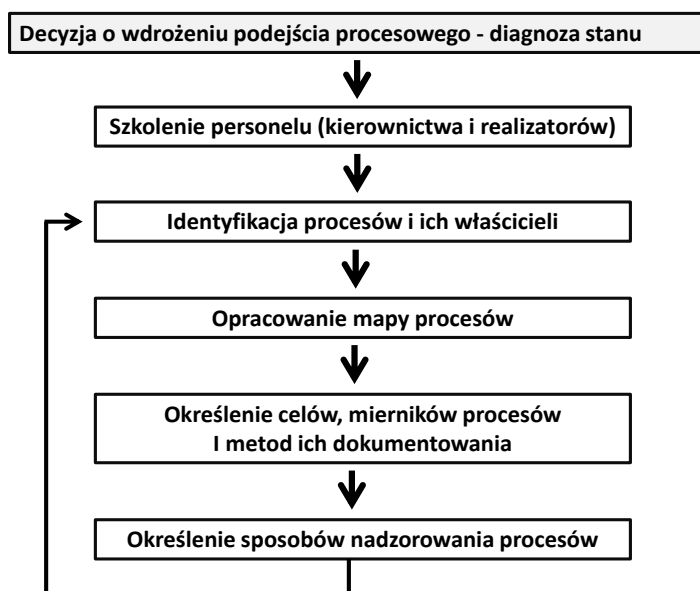 Decyzja o wdrożeniu podejścia procesowego - diagnoza stanu
Szkolenie personelu (kierownictwa i realizatorów)
Identyfikacja procesów i ich właścicieli
Opracowanie mapy procesów
Określenie celów, mierników procesów
I metod ich dokumentowania
Określenie sposobów nadzorowania procesów